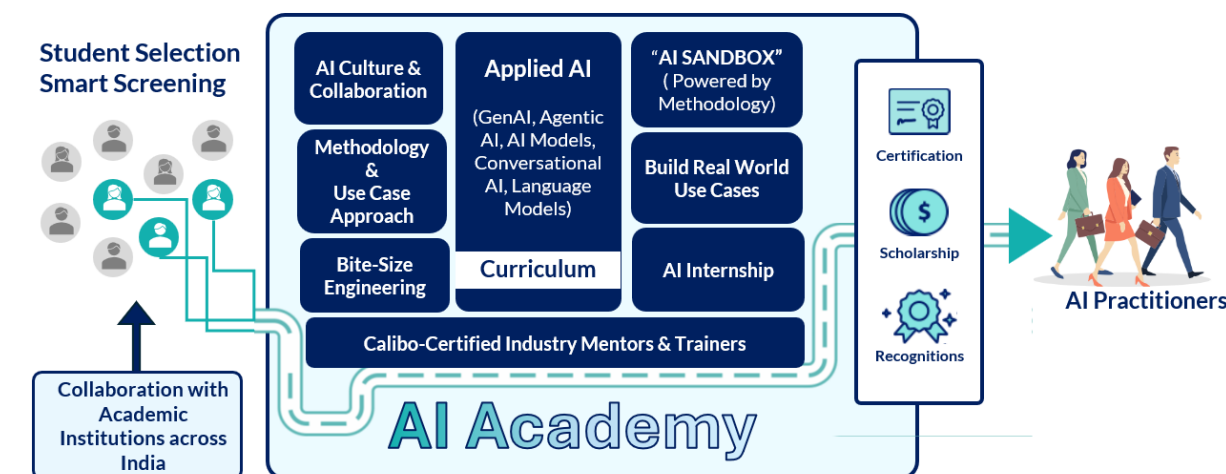 Student Selection
Smart Screening
Collaboration with
Academic
Institutions across
India
AI Culture &
Collaboration
Methodology
&
Use Case
Approach
Bite-Size
Engineering
Applied AI
(GenAI, Agentic
AI, AI Models,
Conversational
AI, Language
Models)
Curriculum
“AI SANDBOX”
( Powered by
Methodology)
Build Real World
Use Cases
AI Internship
Calibo-Certified Industry Mentors & Trainers
AI Academy
Certification
$
Scholarship
Recognitions
AI Practitioners